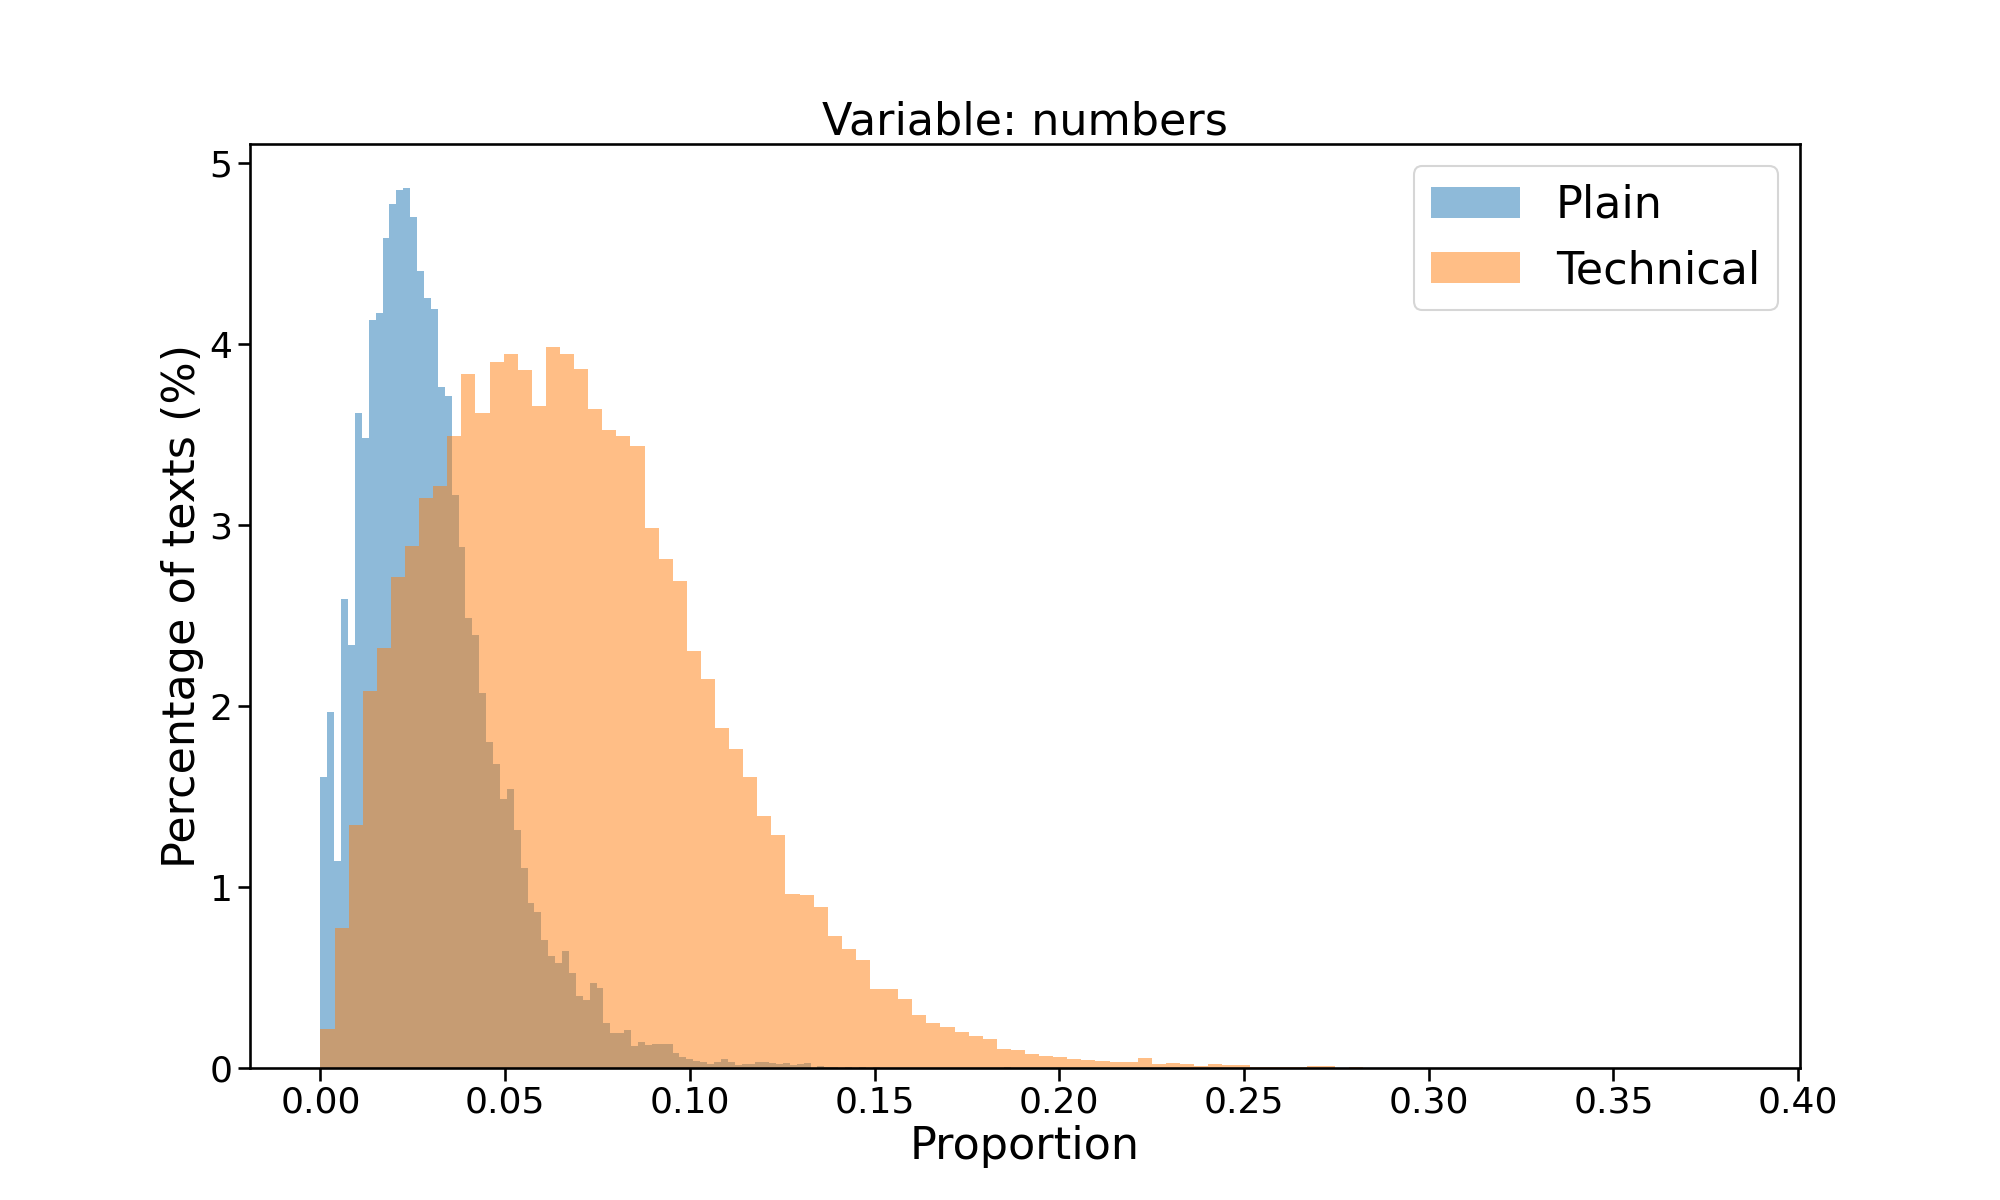 Variable: numbers
Plain
Technical
Percentage of texts (%)
5
4
3
2
1
0
0.00 0.05 0.10 0.15 0.20 0.25 0.30 0.35 0.40
Proportion